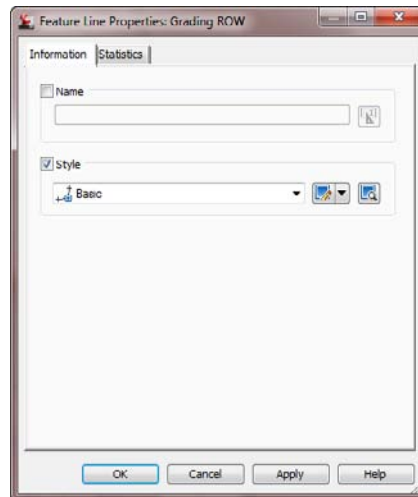 Feature Line Properties: Grading ROW
Information Statistics
Name
Style
Basic
OK Cancel Apply Help